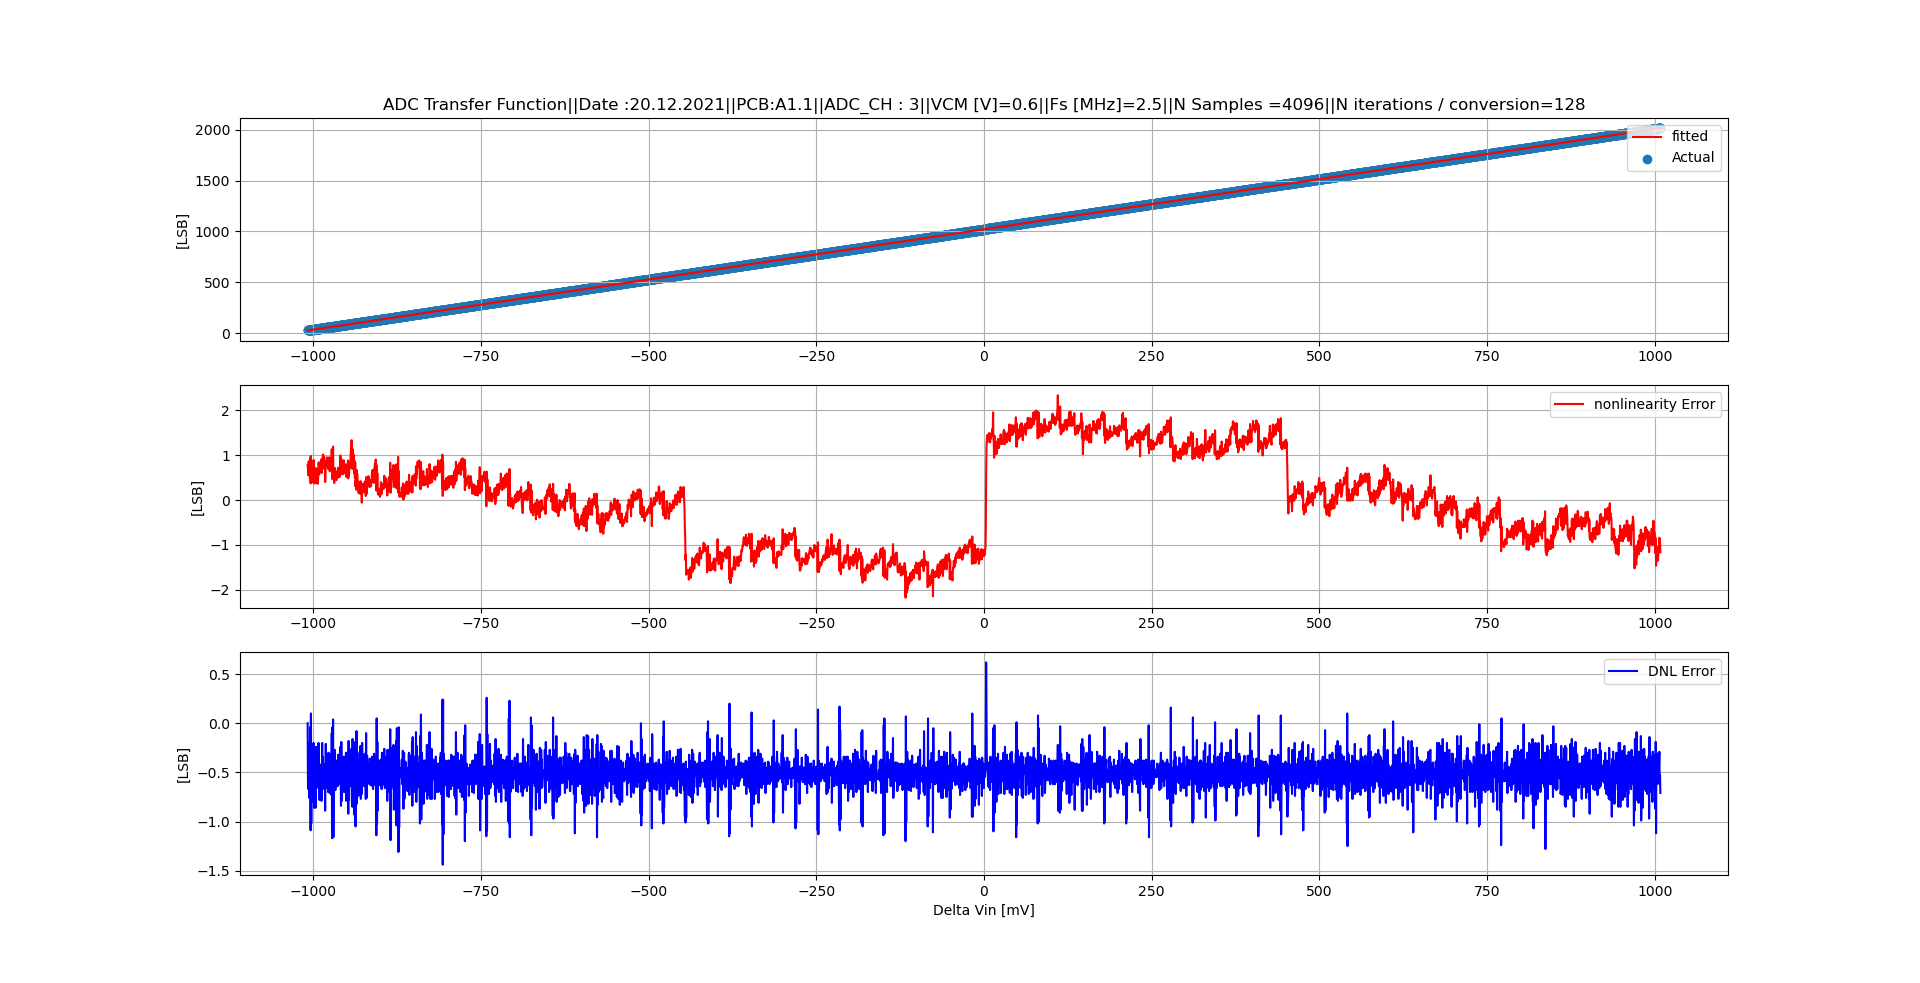 ADC Transfer Function||Date :20.12.2021||PCB:A1.1||ADC_CH : 3||VCM [V]=0.6||Fs [MHz]=2.5||N Samples =4096||N iterations / conversion=128
2000
1500
1000
500
0
[LSB]
fitted
Actual
−1000 −750 −500 −250 0 250 500 750 1000
2
1
0
−1
−2
[LSB]
nonlinearity Error
−1000 −750 −500 −250 0 250 500 750 1000
0.5
0.0
−0.5
−1.0
−1.5
[LSB]
DNL Error
−1000 −750 −500 −250 0 250 500 750 1000
Delta Vin [mV]